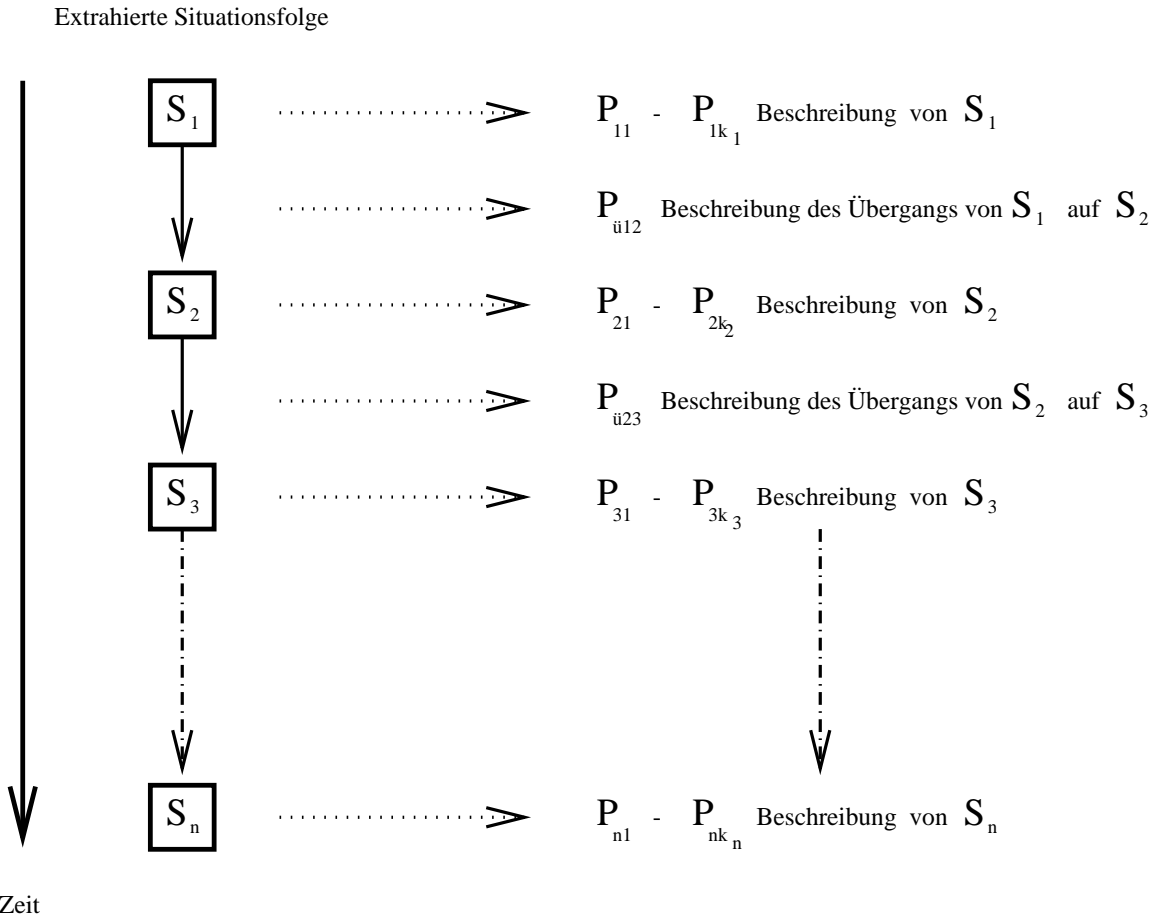 Extrahierte Situationsfolge
S1 P11 - P1k1 Beschreibung von S1
Pü12 Beschreibung des Übergangs von S1 auf S2
S2 P21 - P2k2 Beschreibung von S2
Pü23 Beschreibung des Übergangs von S2 auf S3
S3 P31 - P3k3 Beschreibung von S3
Sn Pn1 - Pnkn Beschreibung von Sn
Zeit